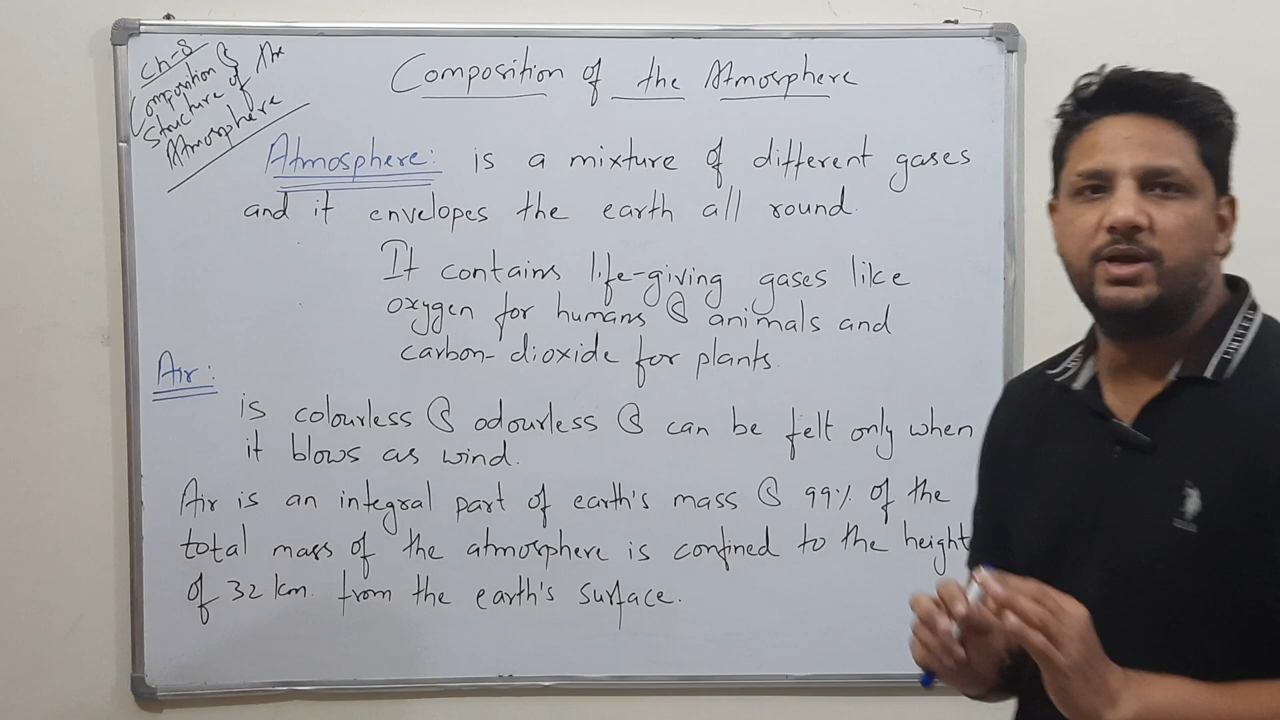 Ch-8
Composition &
Structure of the
Atmosphere
Composition of the Atmosphere
Atmosphere: is a mixture of different gases
and it envelopes the earth all round.
It contains life-giving gases like
oxygen for humans & animals and
carbon-dioxide for plants.
Air:
is colourless & odourless & can be felt only when
it blows as wind.
Air is an integral part of earth's mass & 99% of the
total mass of the atmosphere is confined to the height
of 32 km. from the earth's surface.
UNITED